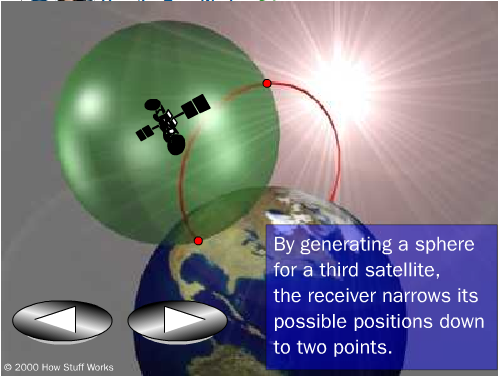 By generating a sphere
for a third satellite,
the receiver narrows its
possible positions down
to two points.
© 2000 How Stuff Works